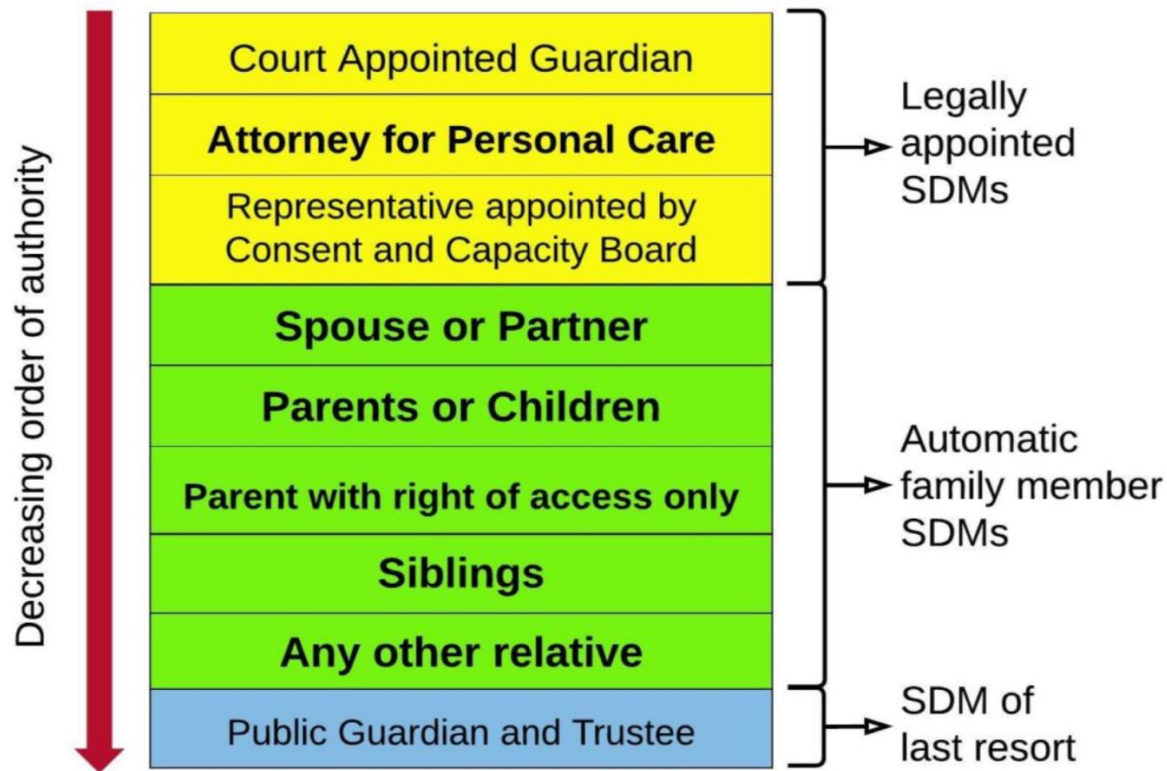 Decreasing order of authority
Court Appointed Guardian
Attorney for Personal Care
Representative appointed by
Consent and Capacity Board
Spouse or Partner
Parents or Children
Parent with right of access only
Siblings
Any other relative
Public Guardian and Trustee
Legally
appointed
SDMs
Automatic
family member
SDMs
SDM of
last resort